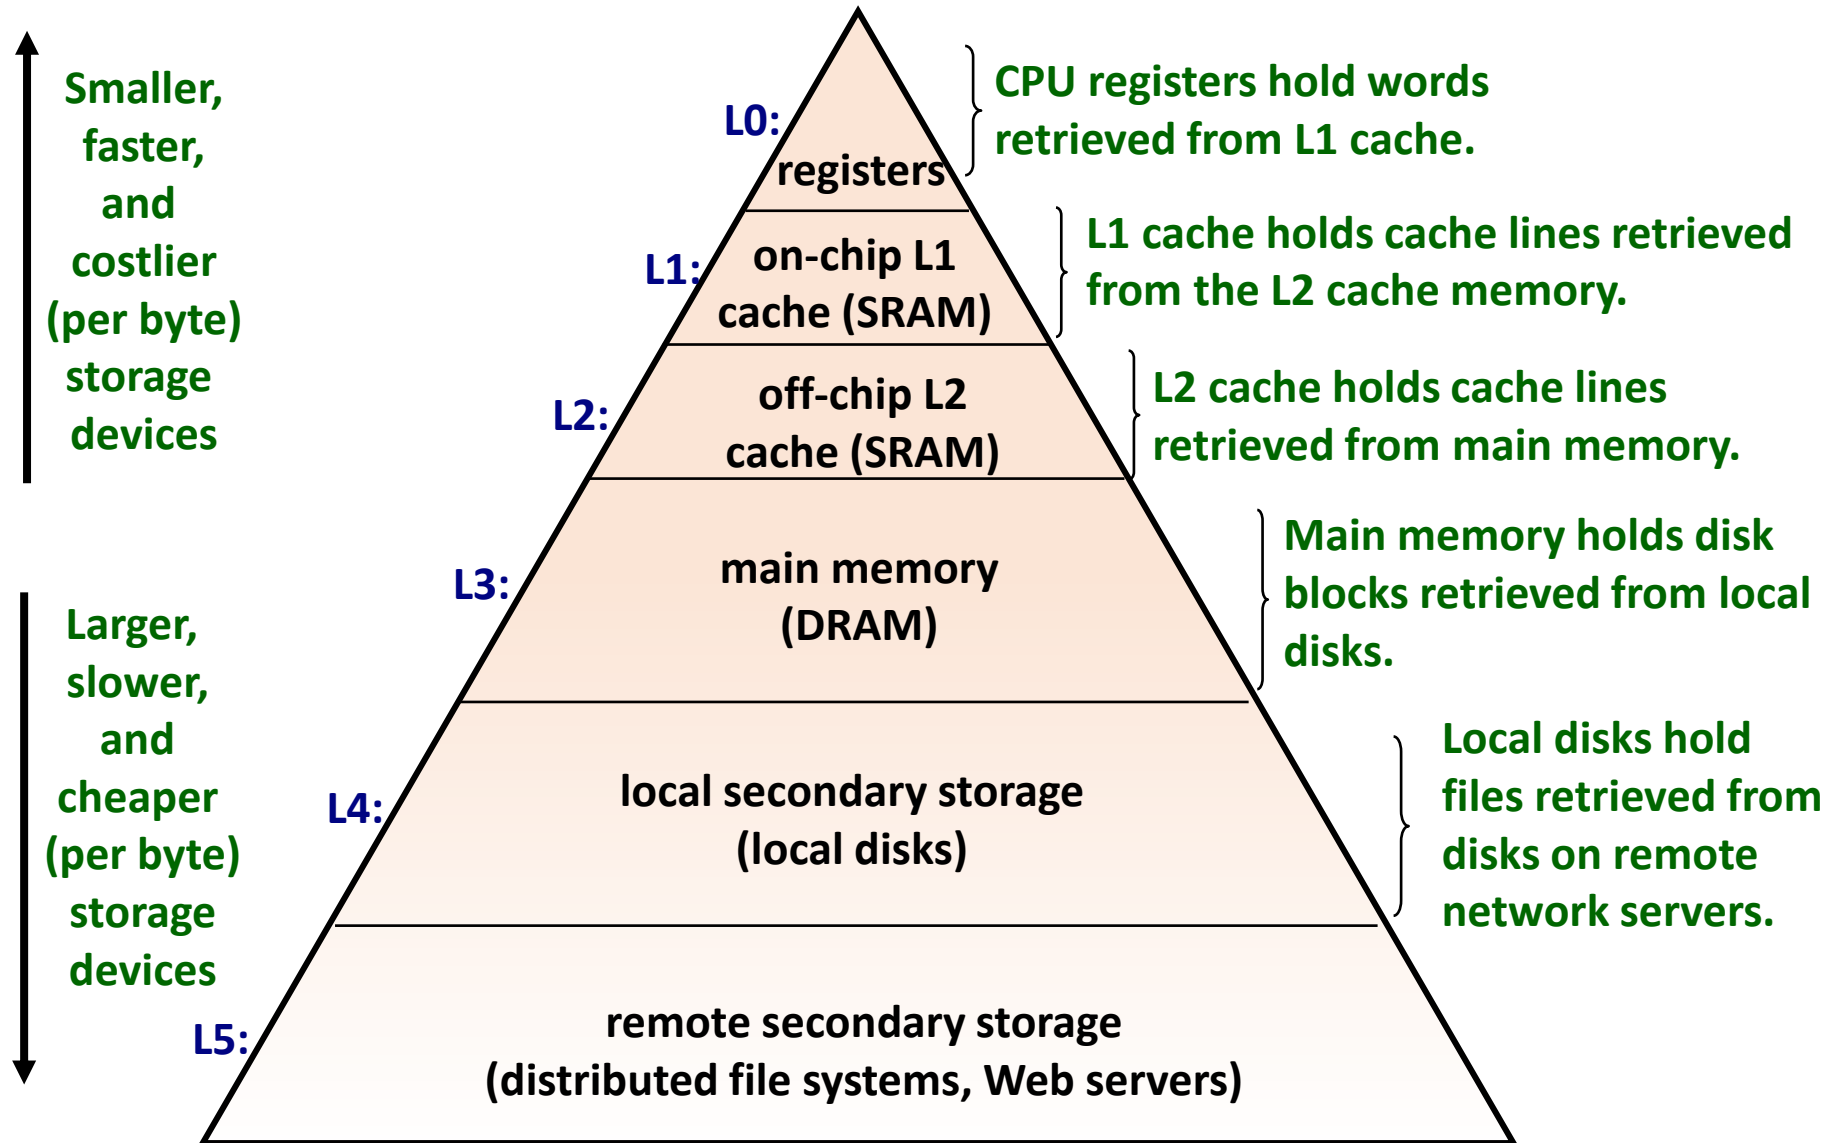 Smaller,
faster,
and
costlier
(per byte)
storage
devices
Larger,
slower,
and
cheaper
(per byte)
storage
devices
L0:
registers
CPU registers hold words
retrieved from L1 cache.
L1:
on-chip L1
cache (SRAM)
L1 cache holds cache lines retrieved
from the L2 cache memory.
L2:
off-chip L2
cache (SRAM)
L2 cache holds cache lines
retrieved from main memory.
L3:
main memory
(DRAM)
Main memory holds disk
blocks retrieved from local
disks.
L4:
local secondary storage
(local disks)
Local disks hold
files retrieved from
disks on remote
network servers.
L5:
remote secondary storage
(distributed file systems, Web servers)